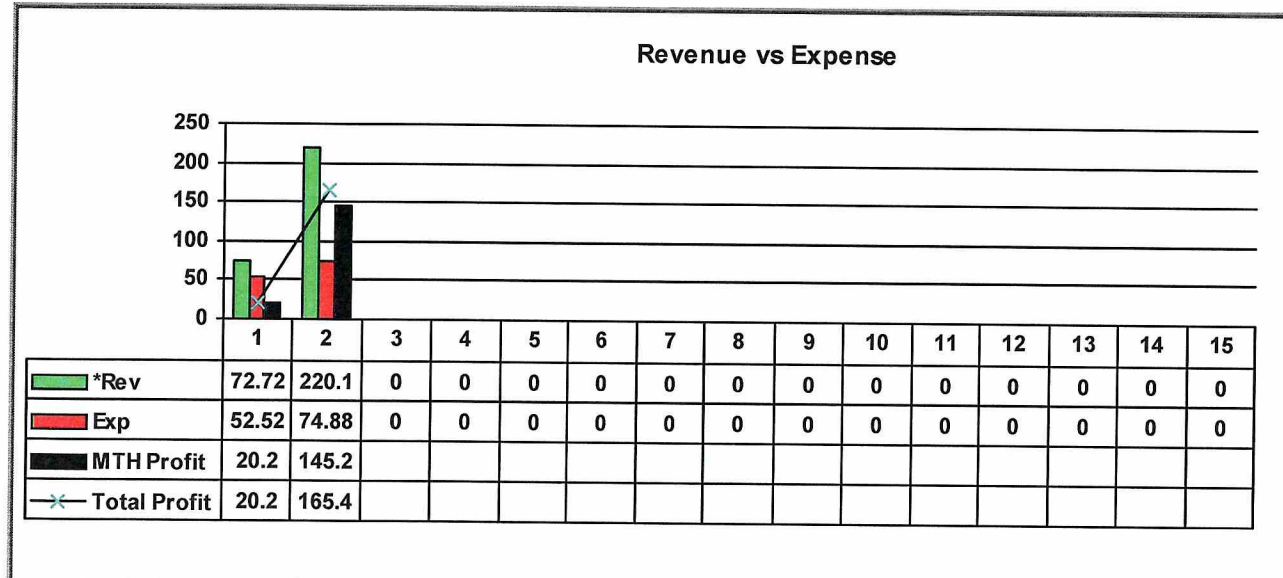 Revenue vs Expense
250
200
150
100
50
0
1 2 3 4 5 6 7 8 9 10 11 12 13 14 15
*Rev 72.72 220.1 0 0 0 0 0 0 0 0 0 0 0 0 0
Exp 52.52 74.88 0 0 0 0 0 0 0 0 0 0 0 0 0
MTH Profit 20.2 145.2
Total Profit 20.2 165.4